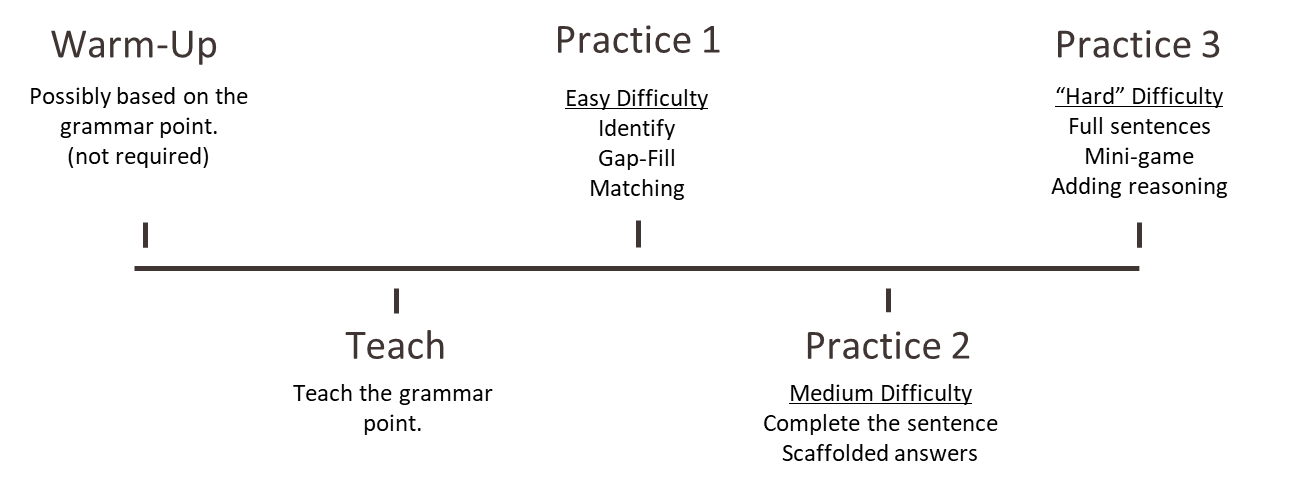 Warm-Up
Possibly based on the
grammar point.
(not required)
Teach
Teach the grammar
point.
Practice 1
Easy Difficulty
Identify
Gap-Fill
Matching
Practice 2
Medium Difficulty
Complete the sentence
Scaffolded answers
Practice 3
“Hard” Difficulty
Full sentences
Mini-game
Adding reasoning